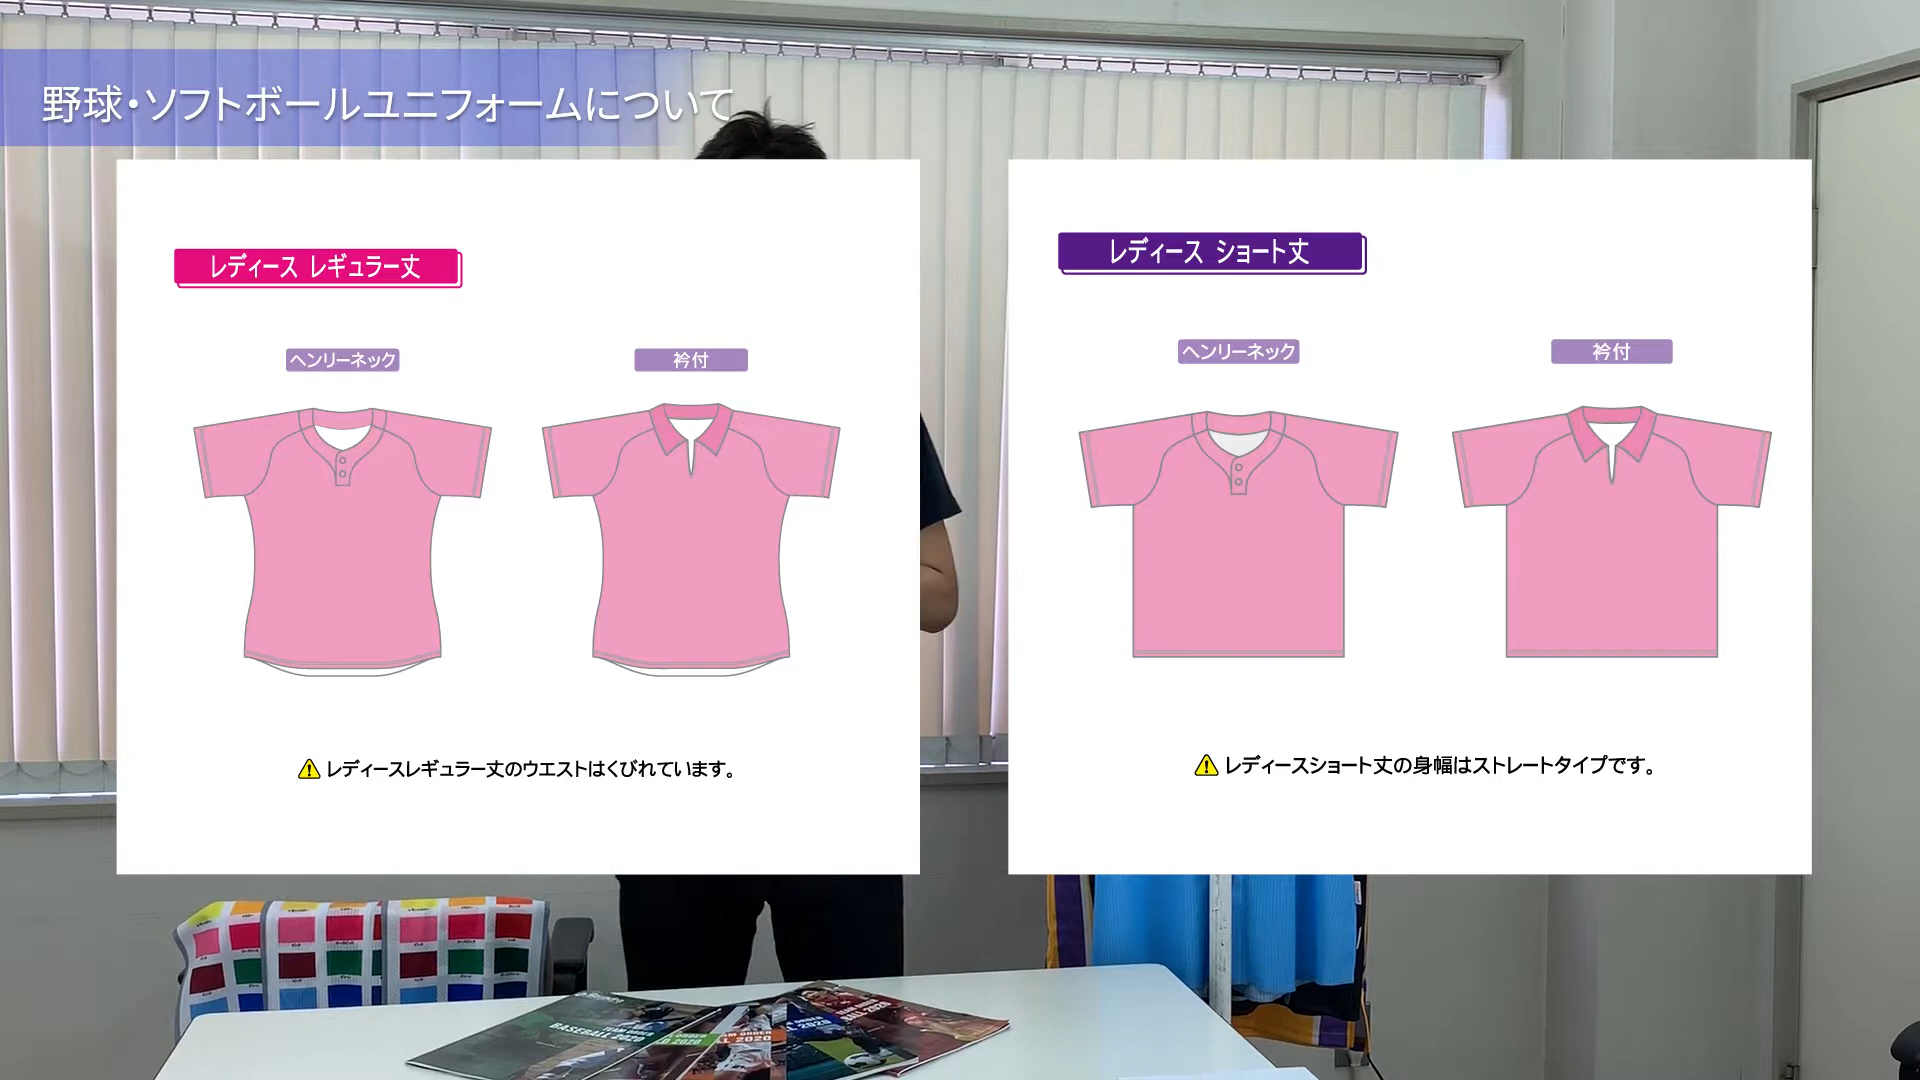 野球・ソフトボールユニフォームについて
レディース レギュラー丈
ヘンリーネック
衿付
レディースレギュラー丈のウエストはくびれています。
レディース ショート丈
ヘンリーネック
衿付
レディースショート丈の身幅はストレートタイプです。
TEAM ORDER
BASEBALL 2020